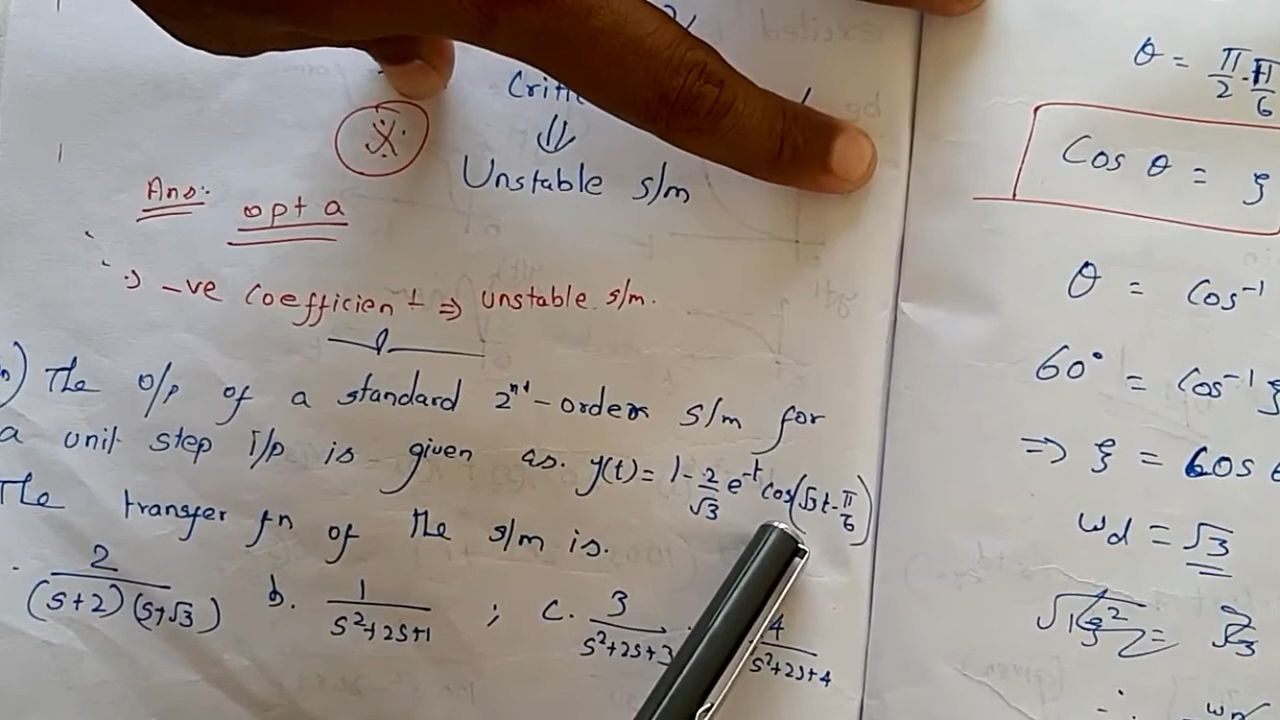 Unstable s/m
Ans:- opt a
-ve coefficient ⇒ unstable s/m.
The o/p of a standard 2nd-order s/m for
a unit step i/p is given as. y(t) = 1 - 2/√3 e^-t cos(√3t - π/6)
The transfer fn of the s/m is.
2/(s+2)(s+√3) b. 1/s²+2s+1 ; c. 3/s²+2s+3 4/s²+2s+4
θ = π/2 - π/6
Cos θ = ξ
θ = Cos⁻¹
60° = Cos⁻¹ ξ
⇒ ξ = Cos
ωd = √3